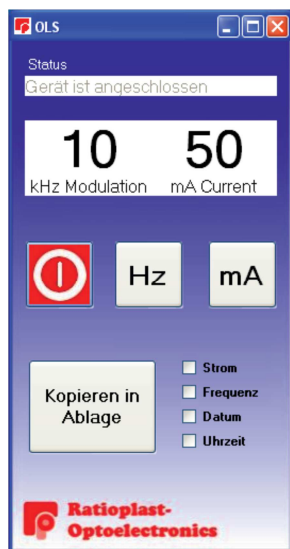 OLS
Status
Gerät ist angeschlossen
10 50
kHz Modulation mA Current
Hz mA
Kopieren in
Ablage
Strom
Frequenz
Datum
Uhrzeit
Ratioplast-
Optoelectronics